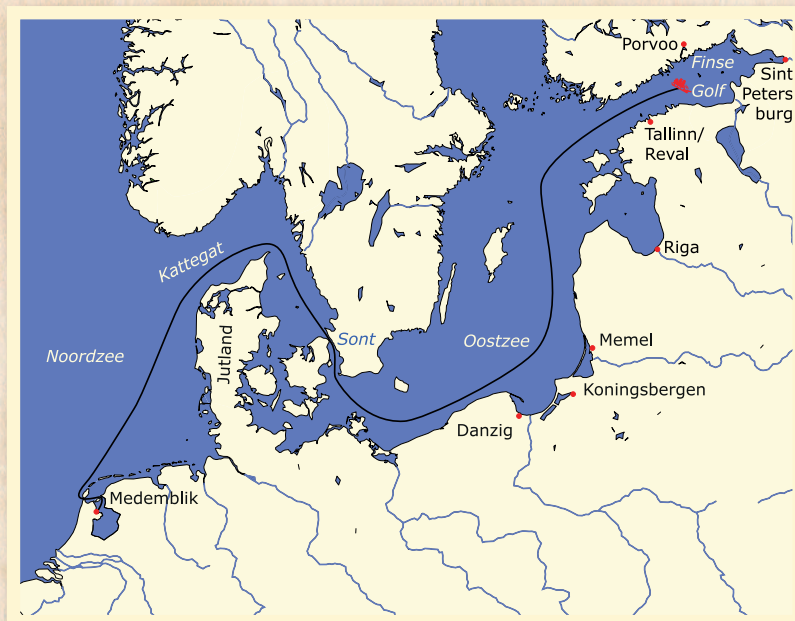 Porvoo
Finse
Golf
Sint
Peters
burg
Tallinn/
Reval
Riga
Kattegat
Noordzee
Jutland
Sont
Oostzee
Memel
Koningsbergen
Danzig
Medemblik